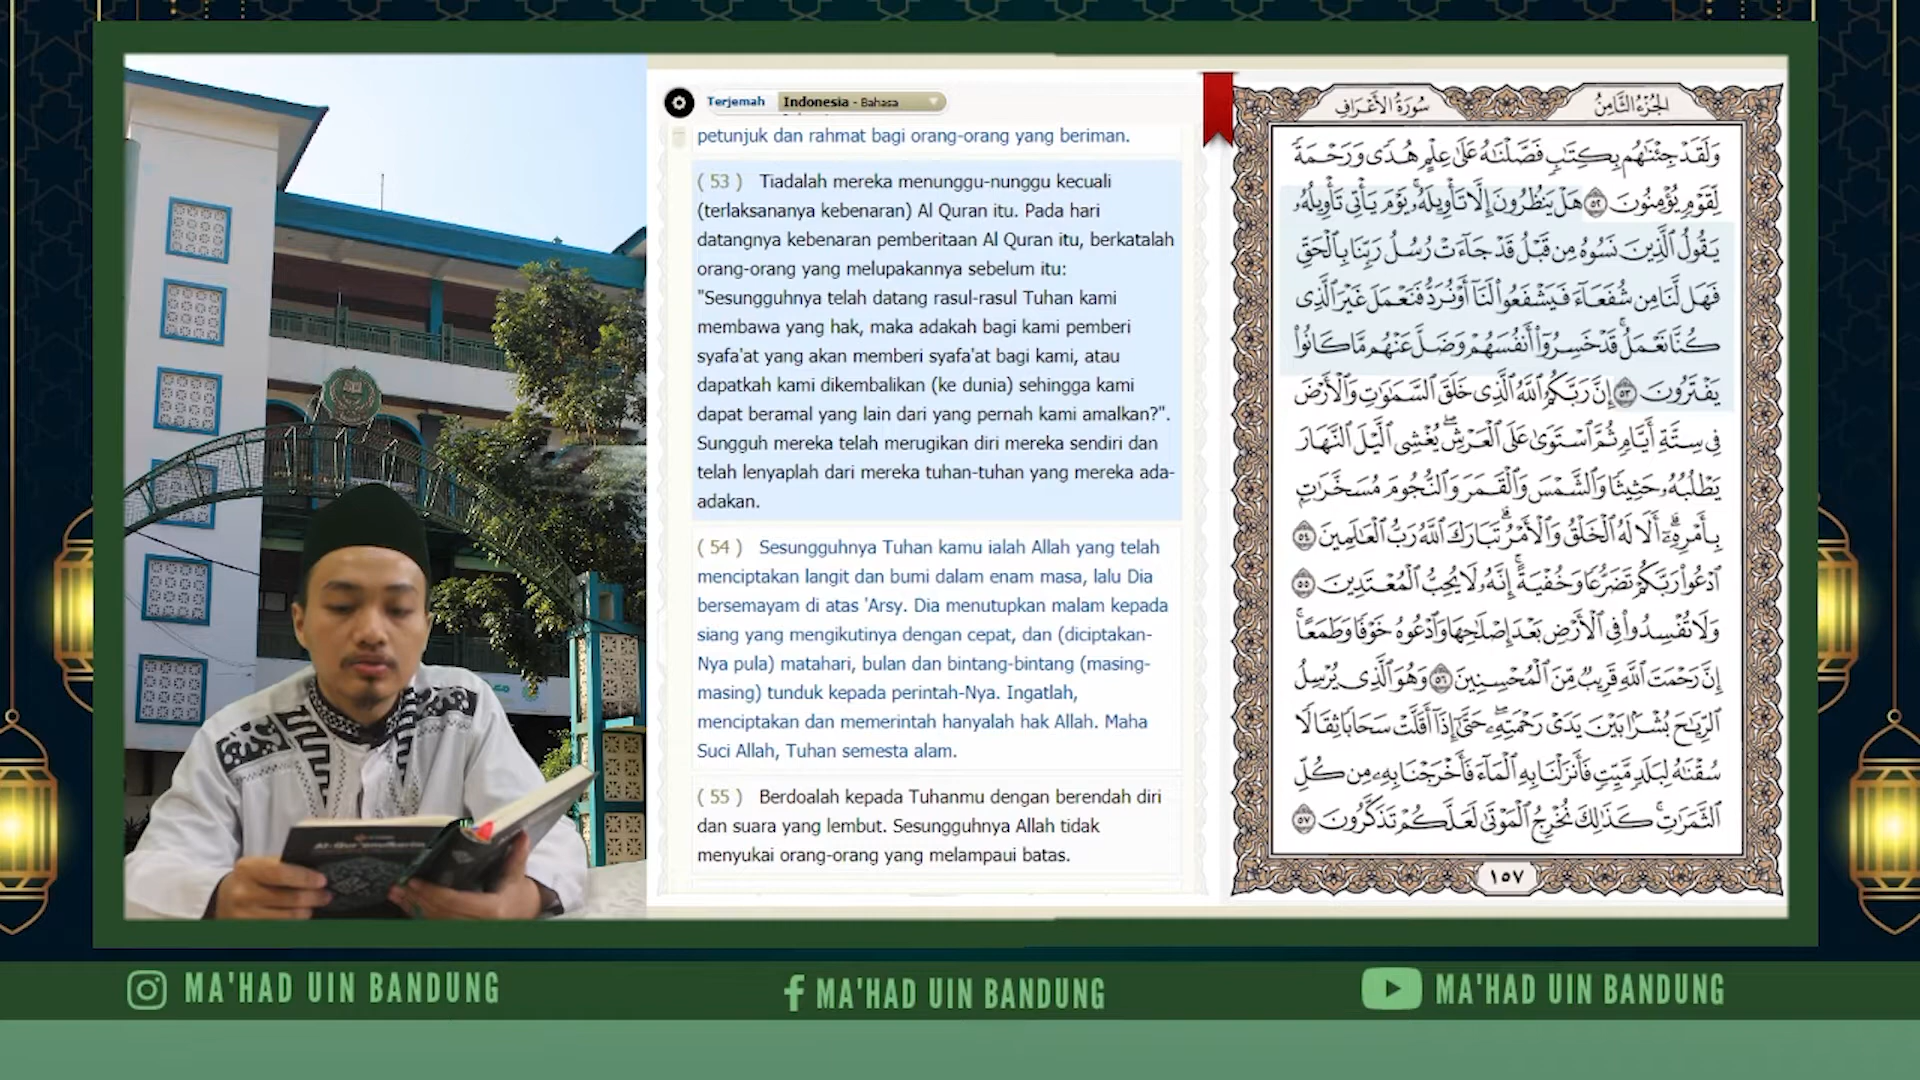 Terjemah Indonesia - Bahasa
petunjuk dan rahmat bagi orang-orang yang beriman.
( 53 ) Tiadalah mereka menunggu-nunggu kecuali
(terlaksananya kebenaran) Al Quran itu. Pada hari
datangnya kebenaran pemberitaan Al Quran itu, berkatalah
orang-orang yang melupakannya sebelum itu:
"Sesungguhnya telah datang rasul-rasul Tuhan kami
membawa yang hak, maka adakah bagi kami pemberi
syafa'at yang akan memberi syafa'at bagi kami, atau
dapatkah kami dikembalikan (ke dunia) sehingga kami
dapat beramal yang lain dari yang pernah kami amalkan?".
Sungguh mereka telah merugikan diri mereka sendiri dan
telah lenyaplah dari mereka tuhan-tuhan yang mereka ada-
adakan.
( 54 ) Sesungguhnya Tuhan kamu ialah Allah yang telah
menciptakan langit dan bumi dalam enam masa, lalu Dia
bersemayam di atas 'Arsy. Dia menutupkan malam kepada
siang yang mengikutinya dengan cepat, dan (diciptakan-
Nya pula) matahari, bulan dan bintang-bintang (masing-
masing) tunduk kepada perintah-Nya. Ingatlah,
menciptakan dan memerintah hanyalah hak Allah. Maha
Suci Allah, Tuhan semesta alam.
( 55 ) Berdoalah kepada Tuhanmu dengan berendah diri
dan suara yang lembut. Sesungguhnya Allah tidak
menyukai orang-orang yang melampaui batas.
الجُزْءُ الثَّامِنُ
سُورَةُ الأَعْرَافِ
وَلَقَدْ جِئْنَٰهُم بِكِتَٰبٍ فَصَّلْنَٰهُ عَلَىٰ عِلْمٍ هُدًى وَرَحْمَةً
لِّقَوْمٍ يُؤْمِنُونَ ٥٢ هَلْ يَنظُرُونَ إِلَّا تَأْوِيلَهُۥ ۚ يَوْمَ يَأْتِى تَأْوِيلُهُۥ
يَقُولُ ٱلَّذِينَ نَسُوهُ مِن قَبْلُ قَدْ جَآءَتْ رُسُلُ رَبِّنَا بِٱلْحَقِّ
فَهَل لَّنَا مِن شُفَعَآءَ فَيَشْفَعُوا۟ لَنَآ أَوْ نُرَدُّ فَنَعْمَلَ غَيْرَ ٱلَّذِى
كُنَّا نَعْمَلُ ۚ قَدْ خَسِرُوٓا۟ أَنفُسَهُمْ وَضَلَّ عَنْهُم مَّا كَانُوا۟
يَفْتَرُونَ ٥٣ إِنَّ رَبَّكُمُ ٱللَّهُ ٱلَّذِى خَلَقَ ٱلسَّمَٰوَٰتِ وَٱلْأَرْضَ
فِى سِتَّةِ أَيَّامٍ ثُمَّ ٱسْتَوَىٰ عَلَى ٱلْعَرْشِ ۖ يُغْشِى ٱلَّيْلَ ٱلنَّهَارَ
يَطْلُبُهُۥ حَثِيثًا وَٱلشَّمْسَ وَٱلْقَمَرَ وَٱلنُّجُومَ مُسَخَّرَٰتٍۭ
بِأَمْرِهِۦٓ ۗ أَلَا لَهُ ٱلْخَلْقُ وَٱلْأَمْرُ ۗ تَبَارَكَ ٱللَّهُ رَبُّ ٱلْعَٰلَمِينَ ٥٤
ٱدْعُوا۟ رَبَّكُمْ تَضَرُّعًا وَخُفْيَةً ۚ إِنَّهُۥ لَا يُحِبُّ ٱلْمُعْتَدِينَ ٥٥
وَلَا تُفْسِدُوا۟ فِى ٱلْأَرْضِ بَعْدَ إِصْلَٰحِهَا وَٱدْعُوهُ خَوْفًا وَطَمَعًا ۚ
إِنَّ رَحْمَتَ ٱللَّهِ قَرِيبٌ مِّنَ ٱلْمُحْسِنِينَ ٥٦ وَهُوَ ٱلَّذِى يُرْسِلُ
ٱلرِّيَٰحَ بُشْرًۢا بَيْنَ يَدَىْ رَحْمَتِهِۦ ۖ حَتَّىٰٓ إِذَآ أَقَلَّتْ سَحَابًا ثِقَالًا
سُقْنَٰهُ لِبَلَدٍ مَّيِّتٍ فَأَنزَلْنَا بِهِ ٱلْمَآءَ فَأَخْرَجْنَا بِهِۦ مِن كُلِّ
ٱلثَّمَرَٰتِ ۚ كَذَٰلِكَ نُخْرِجُ ٱلْمَوْتَىٰ لَعَلَّكُمْ تَذَكَّرُونَ ٥٧
١٥٧
MA'HAD UIN BANDUNG
MA'HAD UIN BANDUNG
MA'HAD UIN BANDUNG